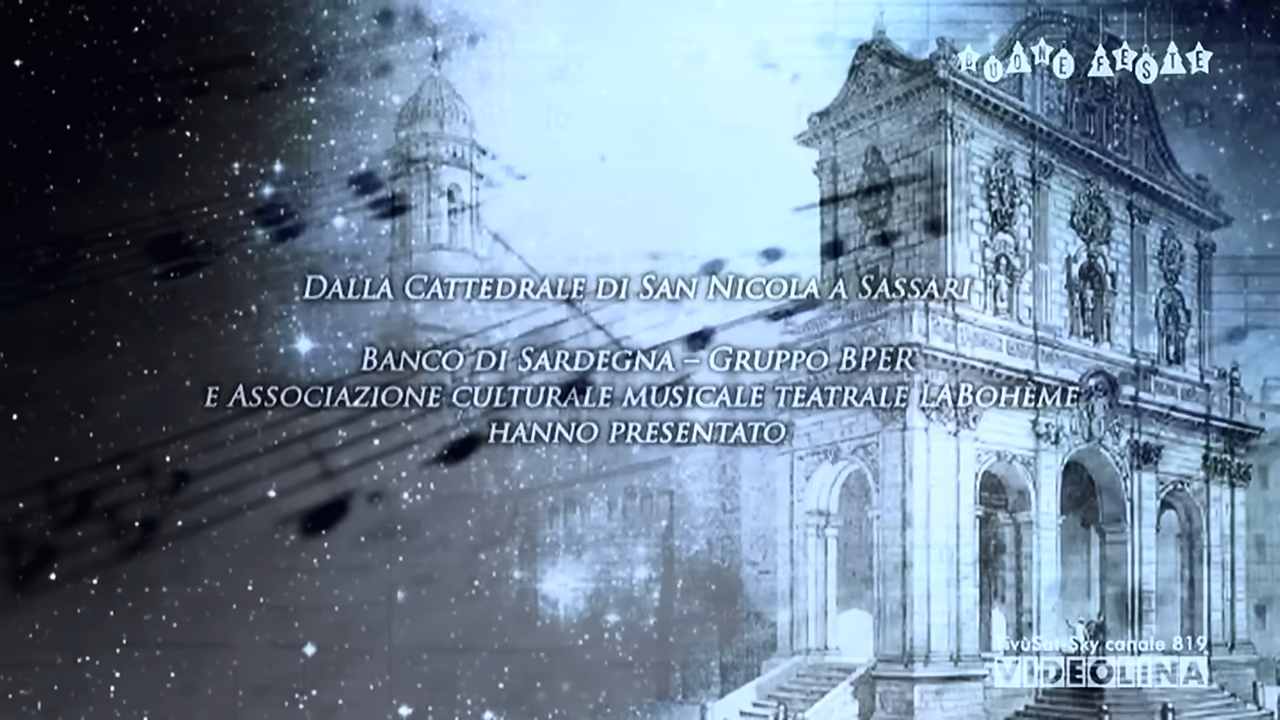 BUONE FESTE
DALLA CATTEDRALE DI SAN NICOLA A SASSARI
BANCO DI SARDEGNA – GRUPPO BPER
E ASSOCIAZIONE CULTURALE MUSICALE TEATRALE LABOHÈME
HANNO PRESENTATO
TivùSat-Sky canale 819
VIDEOLINA